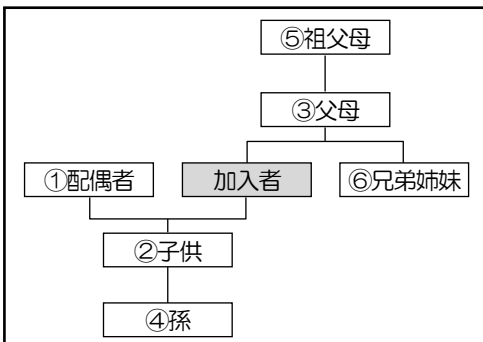 ⑤祖父母
③父母
①配偶者
加入者
⑥兄弟姉妹
②子供
④孫